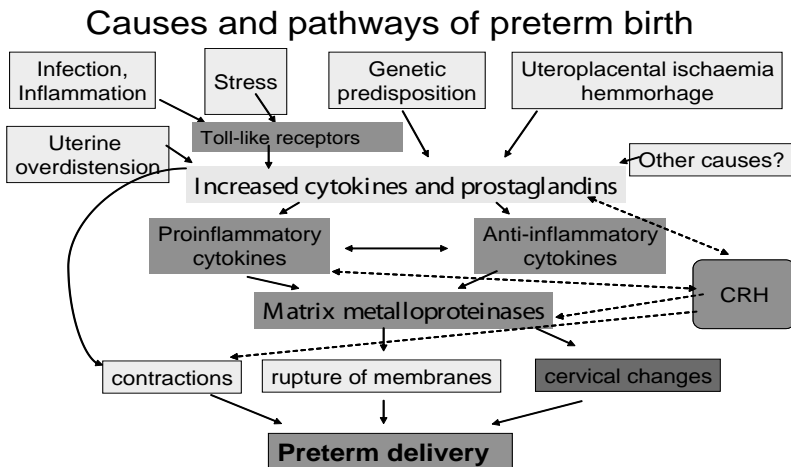 Causes and pathways of preterm birth
Infection,
Inflammation
Stress
Genetic
predisposition
Uteroplacental ischaemia
hemmorhage
Toll-like receptors
Uterine
overdistension
Other causes?
Increased cytokines and prostaglandins
Proinflammatory
cytokines
Anti-inflammatory
cytokines
CRH
Matrix metalloproteinases
contractions
rupture of membranes
cervical changes
Preterm delivery